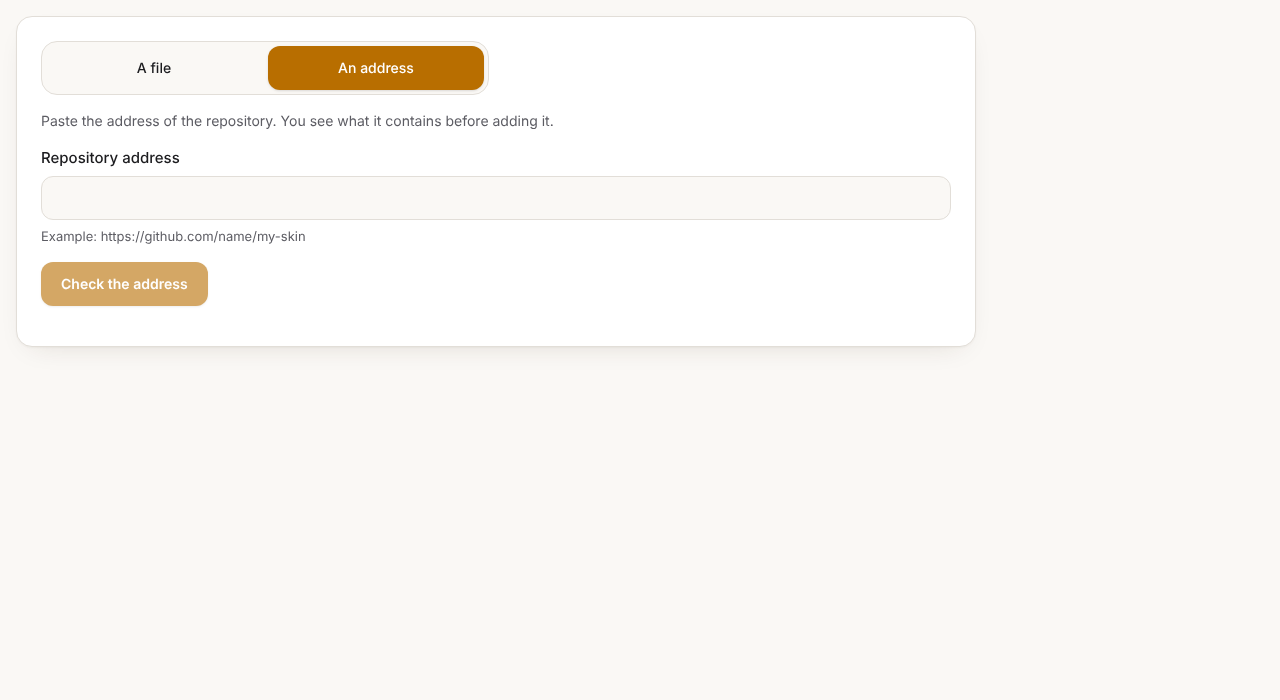 A file
An address
Paste the address of the repository. You see what it contains before adding it.
Repository address
Example: https://github.com/name/my-skin
Check the address